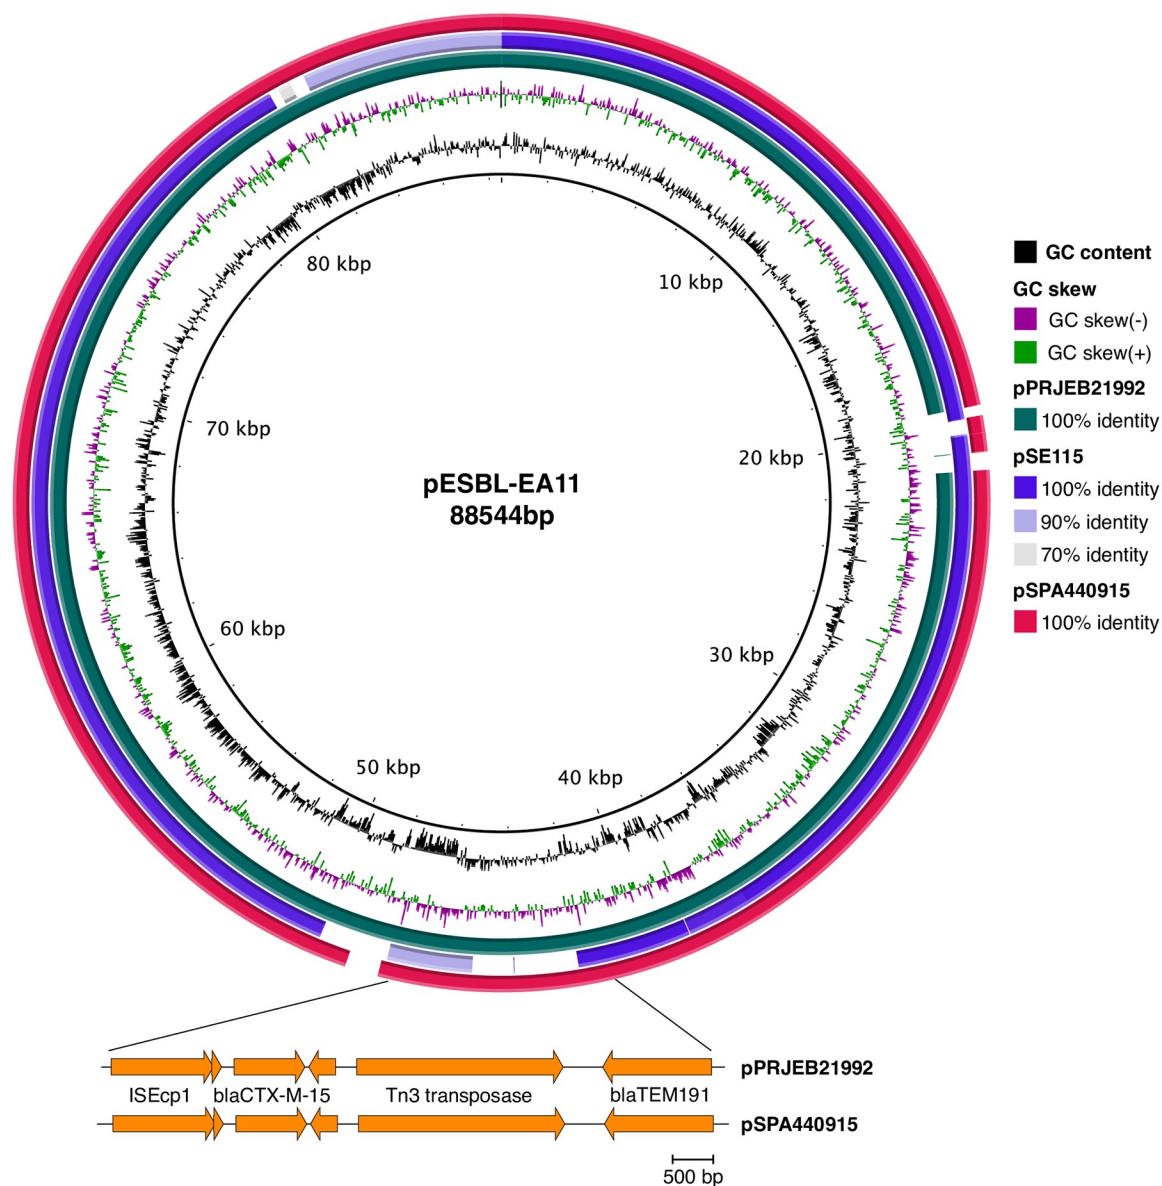 80 kbp
10 kbp
70 kbp
20 kbp
pESBL-EA11
88544bp
60 kbp
30 kbp
50 kbp
40 kbp
GC content
GC skew
GC skew(-)
GC skew(+)
pPRJEB21992
100% identity
pSE115
100% identity
90% identity
70% identity
pSPA440915
100% identity
pPRJEB21992
ISEcp1 blaCTX-M-15 Tn3 transposase blaTEM191
pSPA440915
500 bp